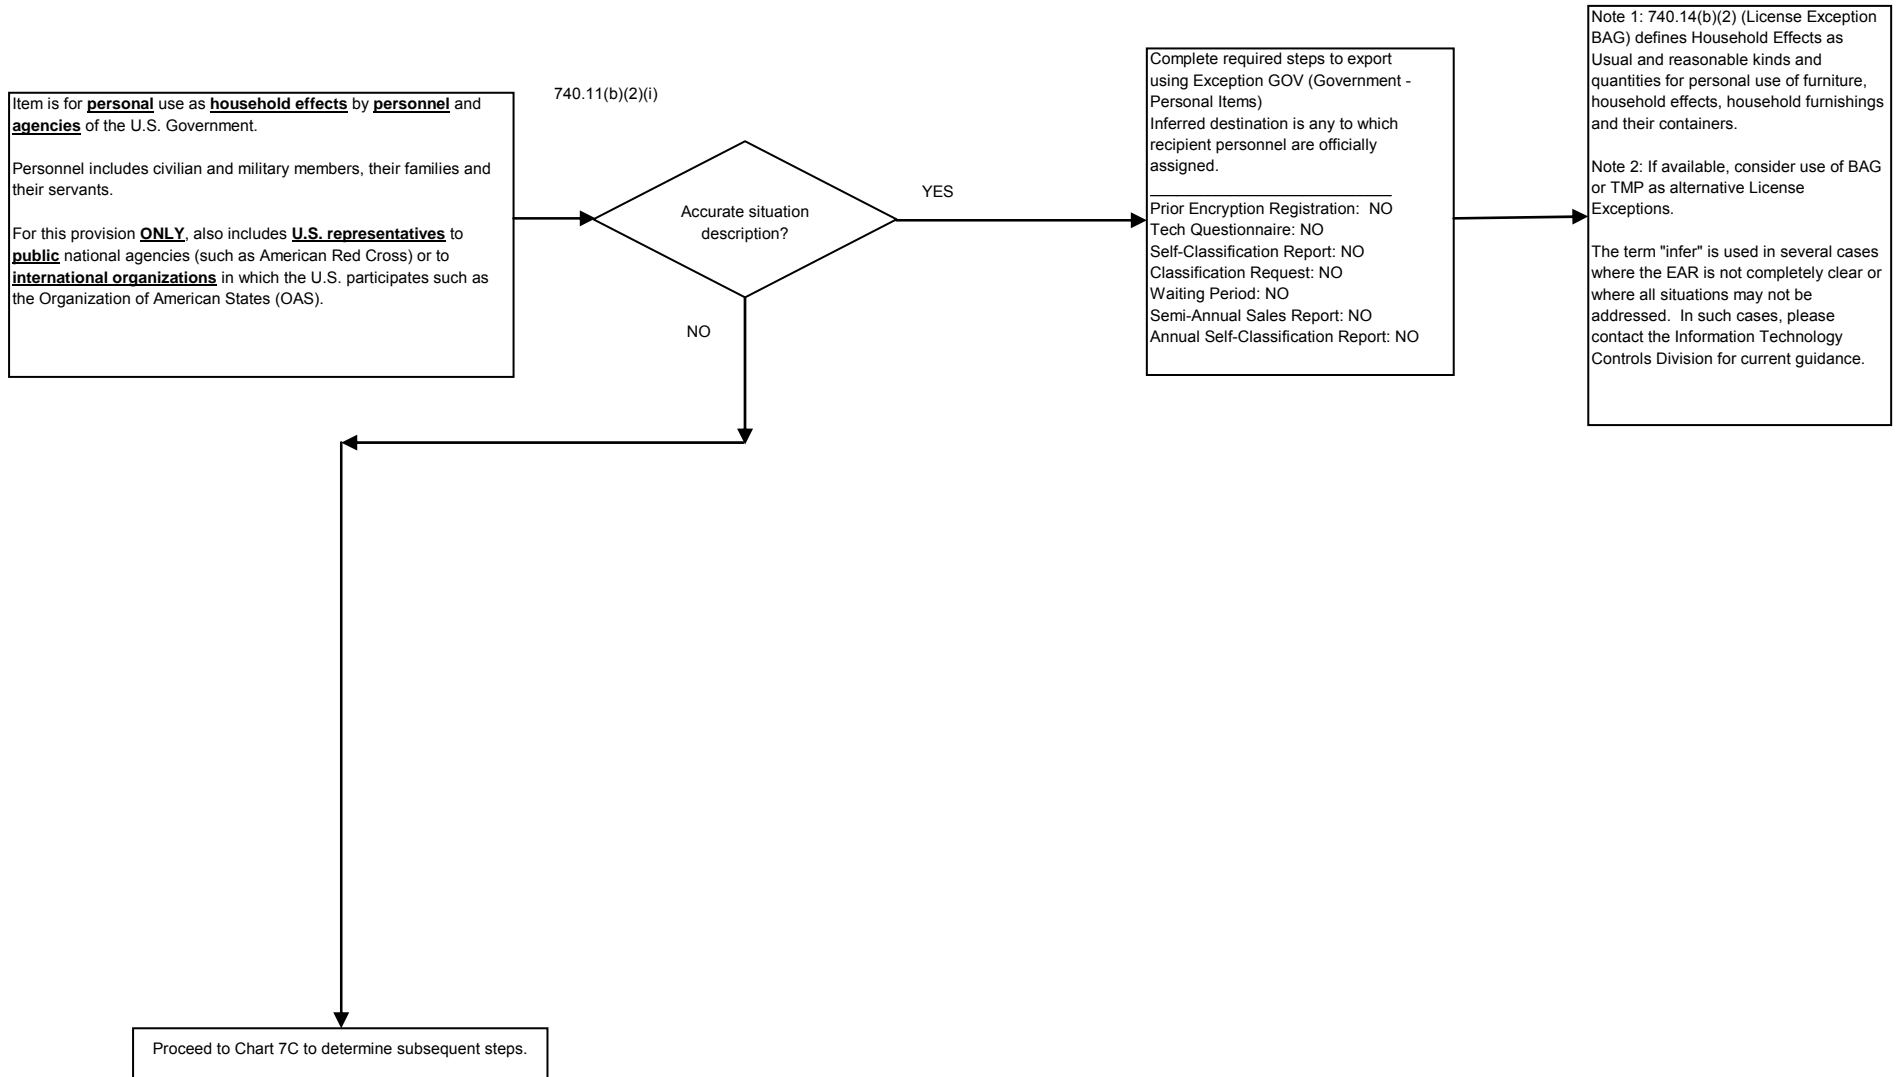 Item is for personal use as household effects by personnel and
agencies of the U.S. Government.
Personnel includes civilian and military members, their families and
their servants.
For this provision ONLY, also includes U.S. representatives to
public national agencies (such as American Red Cross) or to
international organizations in which the U.S. participates such as
the Organization of American States (OAS).
740.11(b)(2)(i)
Accurate situation
description?
YES
NO
Complete required steps to export
using Exception GOV (Government -
Personal Items)
Inferred destination is any to which
recipient personnel are officially
assigned.
Prior Encryption Registration:  NO
Tech Questionnaire: NO
Self-Classification Report: NO
Classification Request: NO
Waiting Period: NO
Semi-Annual Sales Report: NO
Annual Self-Classification Report: NO
Note 1: 740.14(b)(2) (License Exception
BAG) defines Household Effects as
Usual and reasonable kinds and
quantities for personal use of furniture,
household effects, household furnishings
and their containers.
Note 2: If available, consider use of BAG
or TMP as alternative License
Exceptions.
The term "infer" is used in several cases
where the EAR is not completely clear or
where all situations may not be
addressed.  In such cases, please
contact the Information Technology
Controls Division for current guidance.
Proceed to Chart 7C to determine subsequent steps.